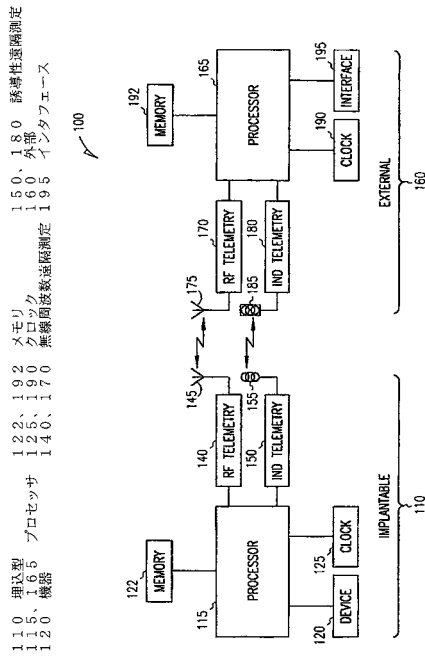 110 埋込型
115、165 プロセッサ
120 機器
122、192 メモリ
125、190 クロック
140、170 無線周波数遠隔測定
150、180 誘導性遠隔測定
160 外部
195 インタフェース
100
122
MEMORY
115
PROCESSOR
140
RF TELEMETRY
145
150
IND TELEMETRY
155
120
DEVICE
125
CLOCK
IMPLANTABLE
110
192
MEMORY
165
PROCESSOR
175
170
RF TELEMETRY
185
180
IND TELEMETRY
190
CLOCK
195
INTERFACE
EXTERNAL
160